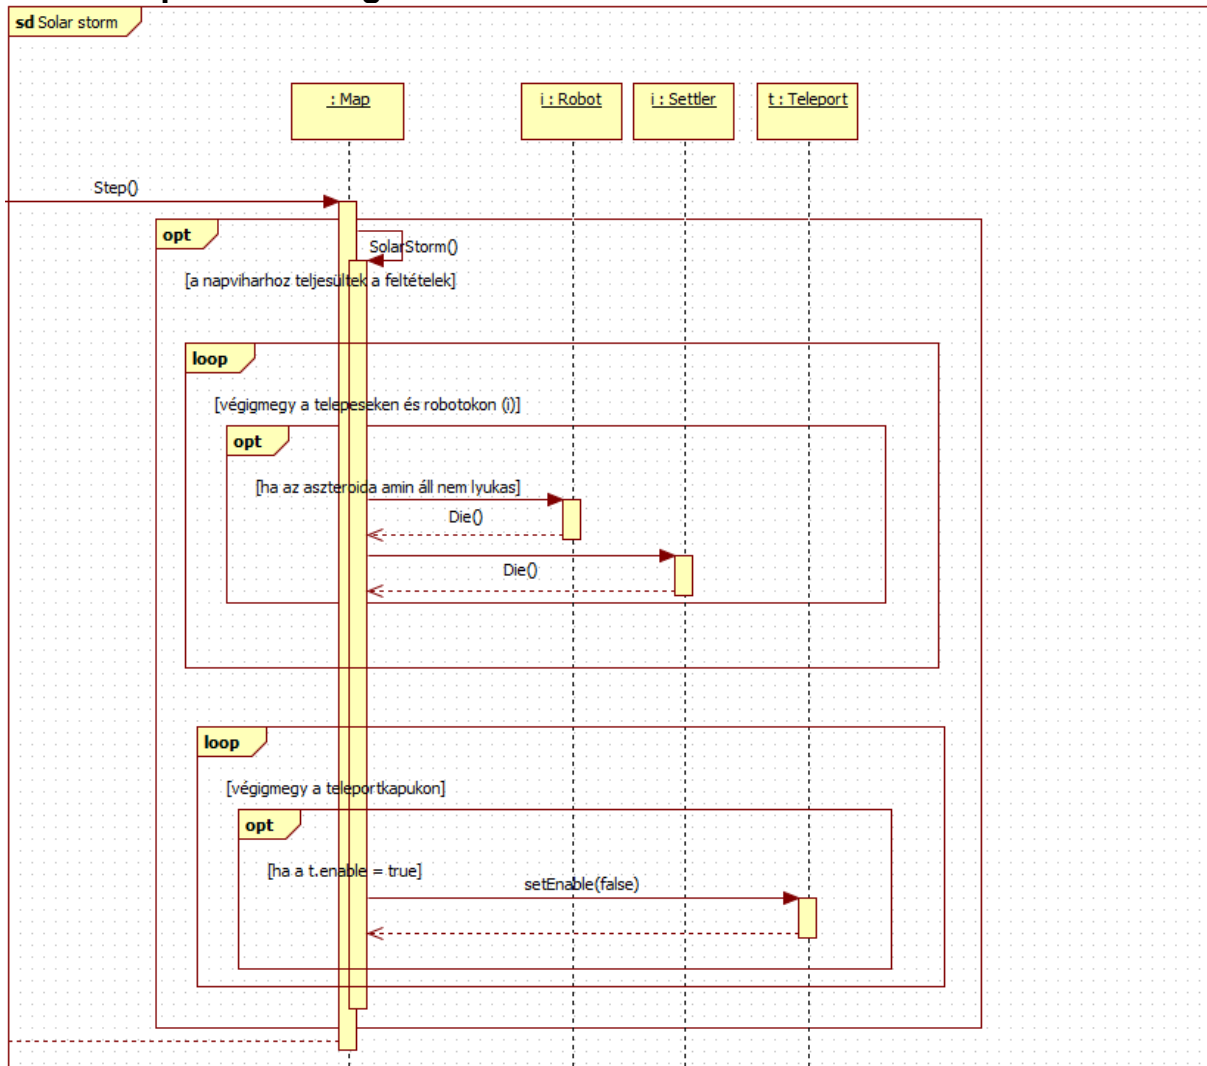 sd Solar storm
: Map
i : Robot
i : Settler
t : Teleport
Step()
opt
SolarStorm()
[a napviharhoz teljesültek a feltételek]
loop
[végigmegy a telepeseken és robotokon (i)]
opt
[ha az aszteroida amin áll nem lyukas]
Die()
Die()
loop
[végigmegy a teleportkapukon]
opt
[ha a t.enable = true]
setEnable(false)